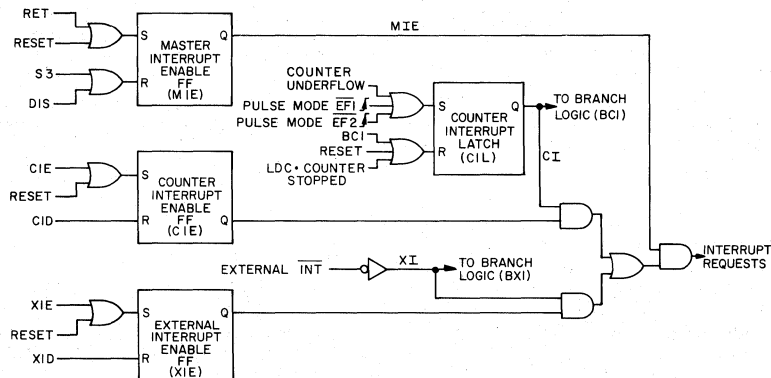 RET
RESET
S
Q
MIE
MASTER
INTERRUPT
ENABLE
FF
(MIE)
S3
DIS
R
COUNTER
UNDERFLOW
PULSE MODE EF1
PULSE MODE EF2
S
Q
TO BRANCH
LOGIC (BCI)
COUNTER
INTERRUPT
LATCH
(CIL)
BCI
RESET
LDC • COUNTER
STOPPED
R
CI
CIE
RESET
S
COUNTER
INTERRUPT
ENABLE
FF
(CIE)
CID
R
Q
INTERRUPT
REQUESTS
EXTERNAL INT
XI
TO BRANCH
LOGIC (BXI)
XIE
RESET
S
Q
EXTERNAL
INTERRUPT
ENABLE
FF
(XIE)
XID
R